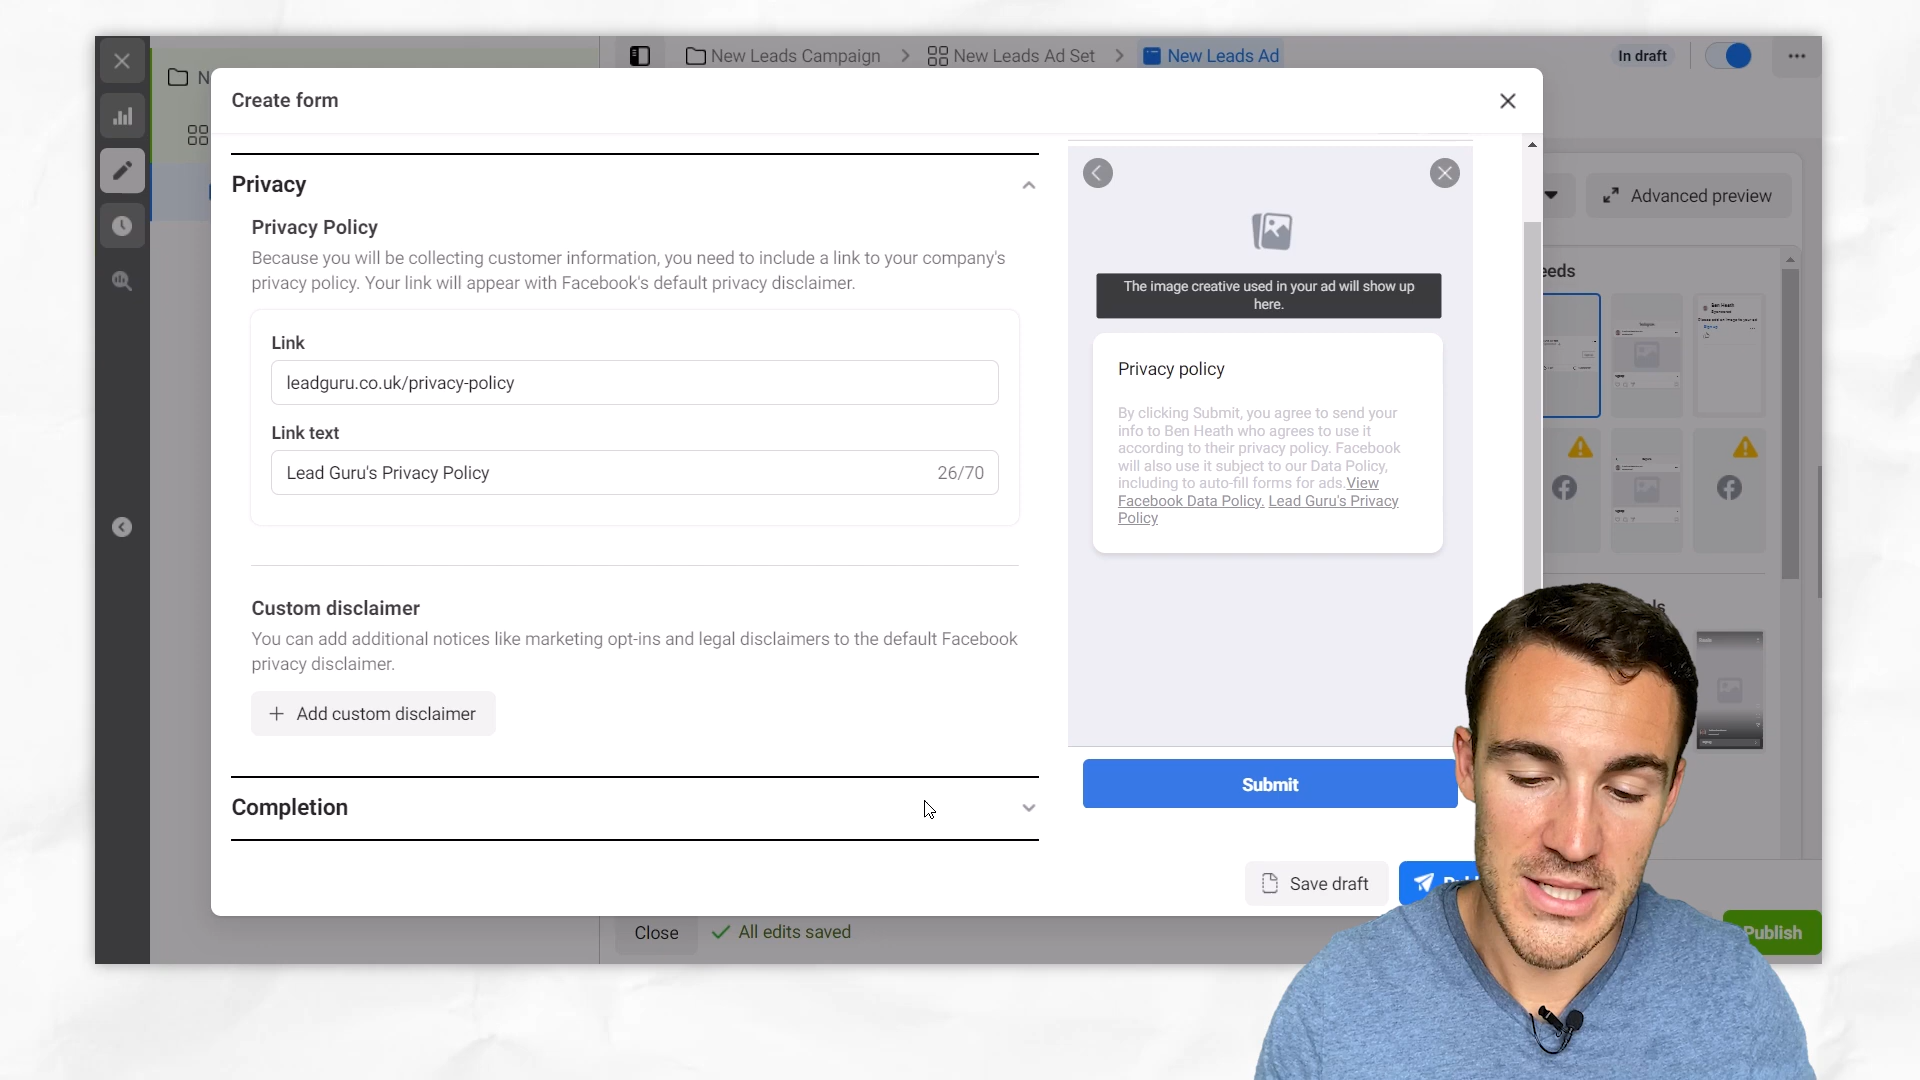 New Leads Campaign
New Leads Ad Set
New Leads Ad
In draft
N
Create form
Privacy
Privacy Policy
Because you will be collecting customer information, you need to include a link to your company's
privacy policy. Your link will appear with Facebook's default privacy disclaimer.
Link
leadguru.co.uk/privacy-policy
Link text
Lead Guru's Privacy Policy
26/70
Custom disclaimer
You can add additional notices like marketing opt-ins and legal disclaimers to the default Facebook
privacy disclaimer.
+ Add custom disclaimer
Completion
The image creative used in your ad will show up
here.
Privacy policy
By clicking Submit, you agree to send your
info to Ben Heath who agrees to use it
according to their privacy policy. Facebook
will also use it subject to our Data Policy,
including to auto-fill forms for ads.View
Facebook Data Policy. Lead Guru's Privacy
Policy
Submit
Save draft
Advanced preview
eeds
Ben Heath
Close
All edits saved
Publish